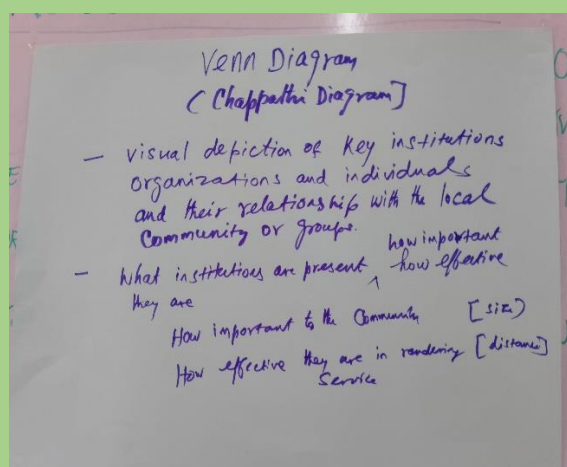 Venn Diagram
(Chappathi Diagram]
— visual depiction of key institutions
organizations and individuals
and their relationship with the local
Community or groups.
how important
- What institutions are present ^ how effective
they are
How important to the Community [size)
How effective they are in rendering [distance]
Service